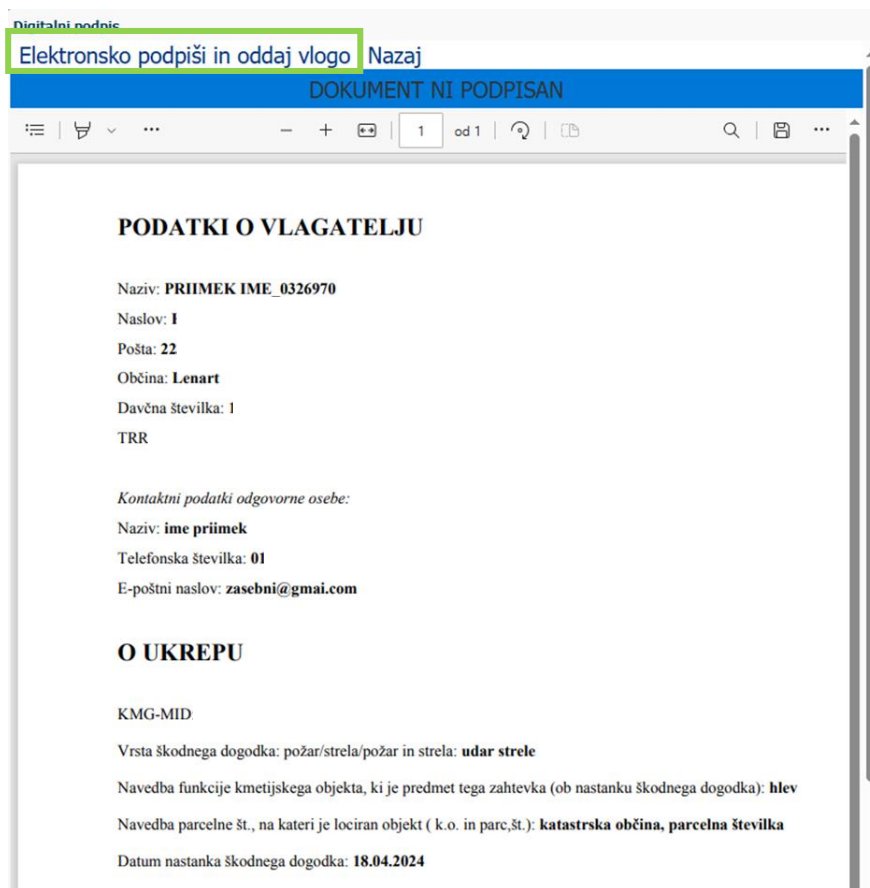 Digitalni podpis
Elektronsko podpiši in oddaj vlogo Nazaj
DOKUMENT NI PODPISAN
1 od 1
PODATKI O VLAGATELJU
Naziv: PRIIMEK IME_0326970
Naslov:
Pošta: 22
Občina: Lenart
Davčna številka: 1
TRR
Kontaktni podatki odgovorne osebe:
Naziv: ime priimek
Telefonska številka: 01
E-poštni naslov: zasebni@gmai.com
O UKREPU
KMG-MID:
Vrsta škodnega dogodka: požar/strela/požar in strela: udar strele
Navedba funkcije kmetijskega objekta, ki je predmet tega zahtevka (ob nastanku škodnega dogodka): hlev
Navedba parcelne št., na kateri je lociran objekt ( k.o. in parc,št.): katastrska občina, parcelna številka
Datum nastanka škodnega dogodka: 18.04.2024